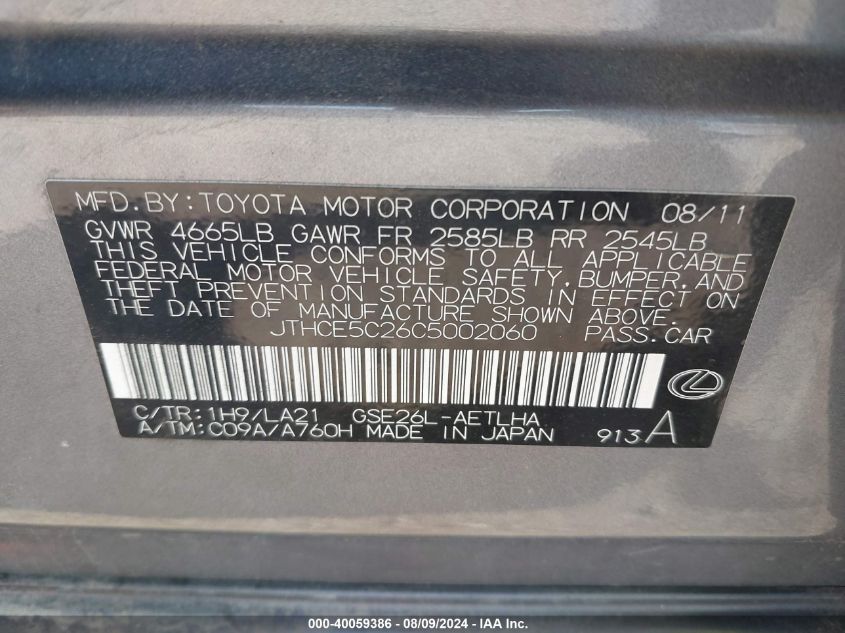 MFD.BY:TOYOTA MOTOR CORPORATION 08/11
GVWR 4665LB GAWR FR 2585LB RR 2545LB
THIS VEHICLE CONFORMS TO ALL APPLICABLE
FEDERAL MOTOR VEHICLE SAFETY, BUMPER, AND
THEFT PREVENTION STANDARDS IN EFFECT ON
THE DATE OF MANUFACTURE SHOWN ABOVE.
JTHCE5C26C5002060 PASS.CAR
C/TR:1H9/LA21 GSE26L-AETLHA
A/TM:C09A/A760H MADE IN JAPAN 913A
000-40059386 - 08/09/2024 - IAA Inc.